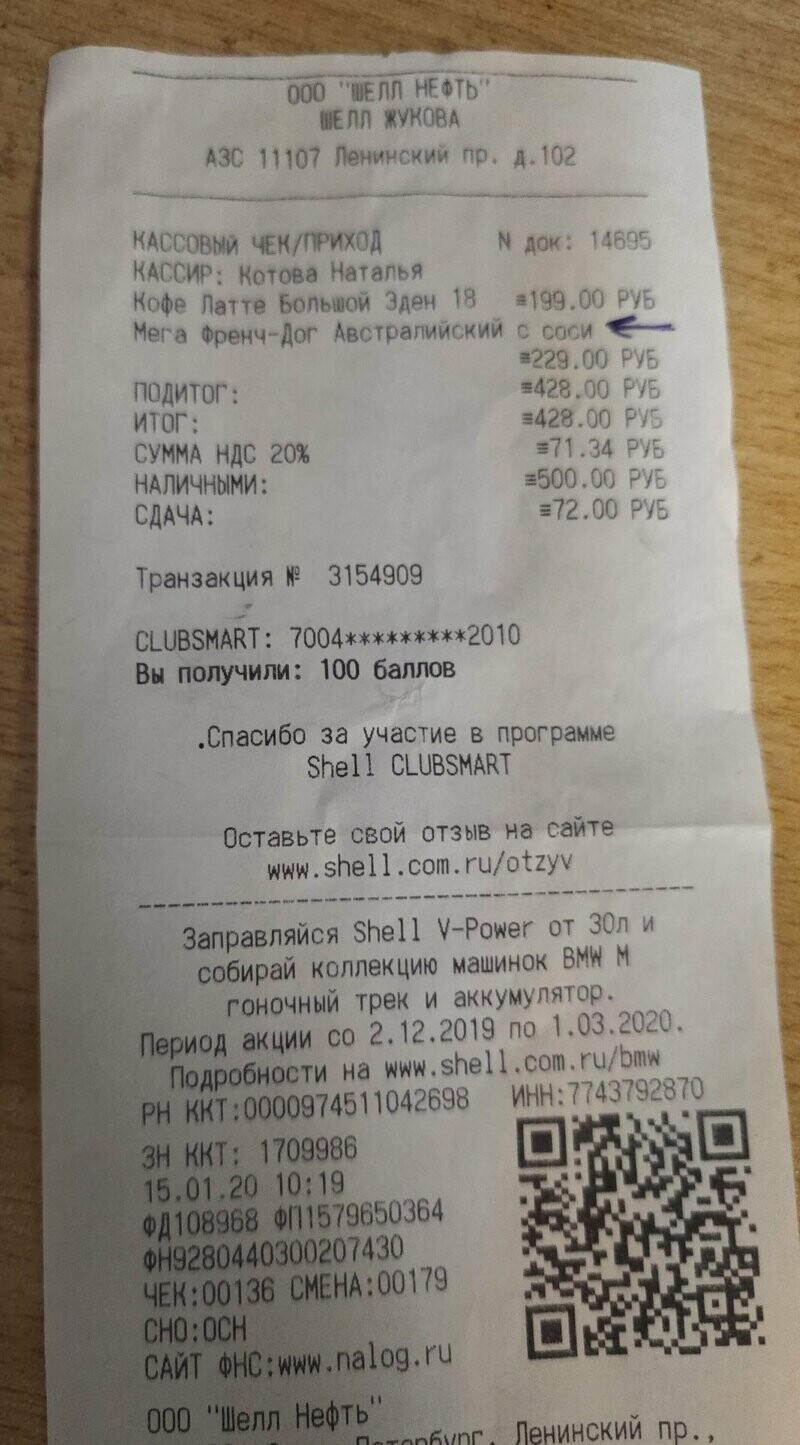 ООО "ШЕЛЛ НЕФТЬ"
ШЕЛЛ ЖУКОВА
АЗС 11107 Ленинский пр. д.102
КАССОВЫЙ ЧЕК/ПРИХОД N док: 14695
КАССИР: Котова Наталья
Кофе Латте Большой Эден 18 ≡199.00 РУБ
Мега Френч-Дог Австралийский с соси
≡229.00 РУБ
ПОДИТОГ: ≡428.00 РУБ
ИТОГ: ≡428.00 РУБ
СУММА НДС 20% ≡71.34 РУБ
НАЛИЧНЫМИ: ≡500.00 РУБ
СДАЧА: ≡72.00 РУБ
Транзакция № 3154909
CLUBSMART: 7004*********2010
Вы получили: 100 баллов
.Спасибо за участие в программе
Shell CLUBSMART
Оставьте свой отзыв на сайте
www.shell.com.ru/otzyv
Заправляйся Shell V-Power от 30л и
собирай коллекцию машинок BMW M
гоночный трек и аккумулятор.
Период акции со 2.12.2019 по 1.03.2020.
Подробности на www.shell.com.ru/bmw
РН ККТ:0000974511042698 ИНН:7743792870
ЗН ККТ: 1709986
15.01.20 10:19
ФД108968 ФП1579650364
ФН9280440300207430
ЧЕК:00136 СМЕНА:00179
СНО:ОСН
САЙТ ФНС:www.nalog.ru
ООО "Шелл Нефть"
Петербург, Ленинский пр.,